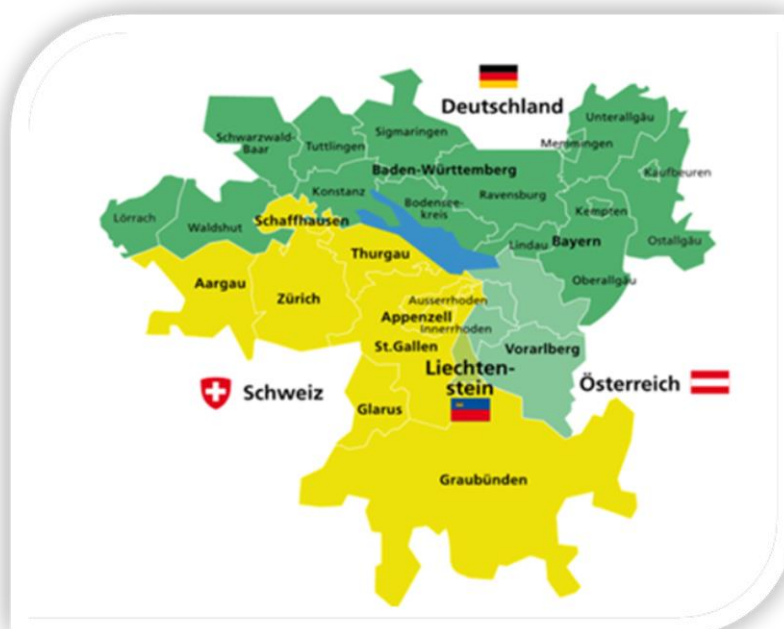 Deutschland
Unterallgäu
Schwarzwald-
Baar
Tuttlingen
Sigmaringen
Memmingen
Baden-Württemberg
Kaufbeuren
Konstanz
Bodensee-
kreis
Ravensburg
Kempten
Lörrach
Waldshut
Schaffhausen
Lindau
Bayern
Ostallgäu
Thurgau
Oberallgäu
Aargau
Zürich
Ausserrhoden
Appenzell
Innerrhoden
St.Gallen
Vorarlberg
Liechten-
stein
Schweiz
Österreich
Glarus
Graubünden